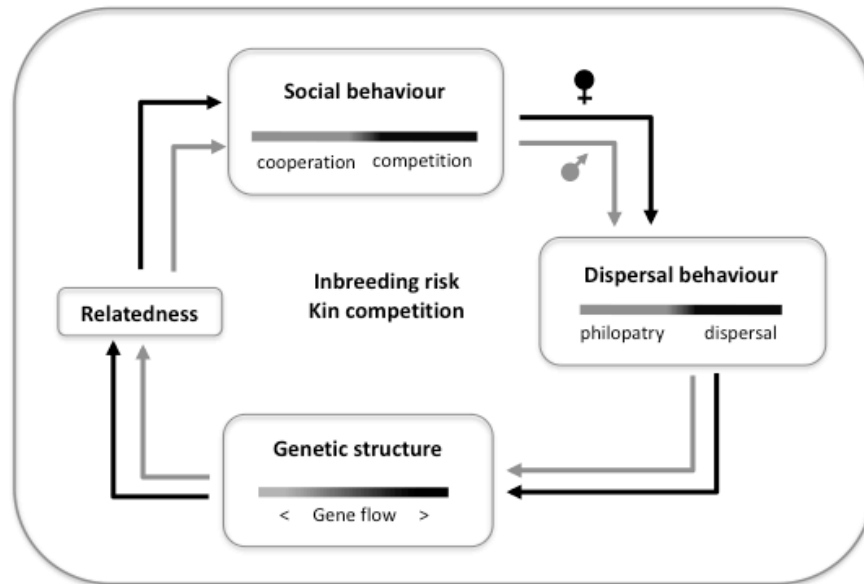 Social behaviour
cooperation competition
♀
♂
Dispersal behaviour
philopatry dispersal
Inbreeding risk
Kin competition
Relatedness
Genetic structure
< Gene flow >